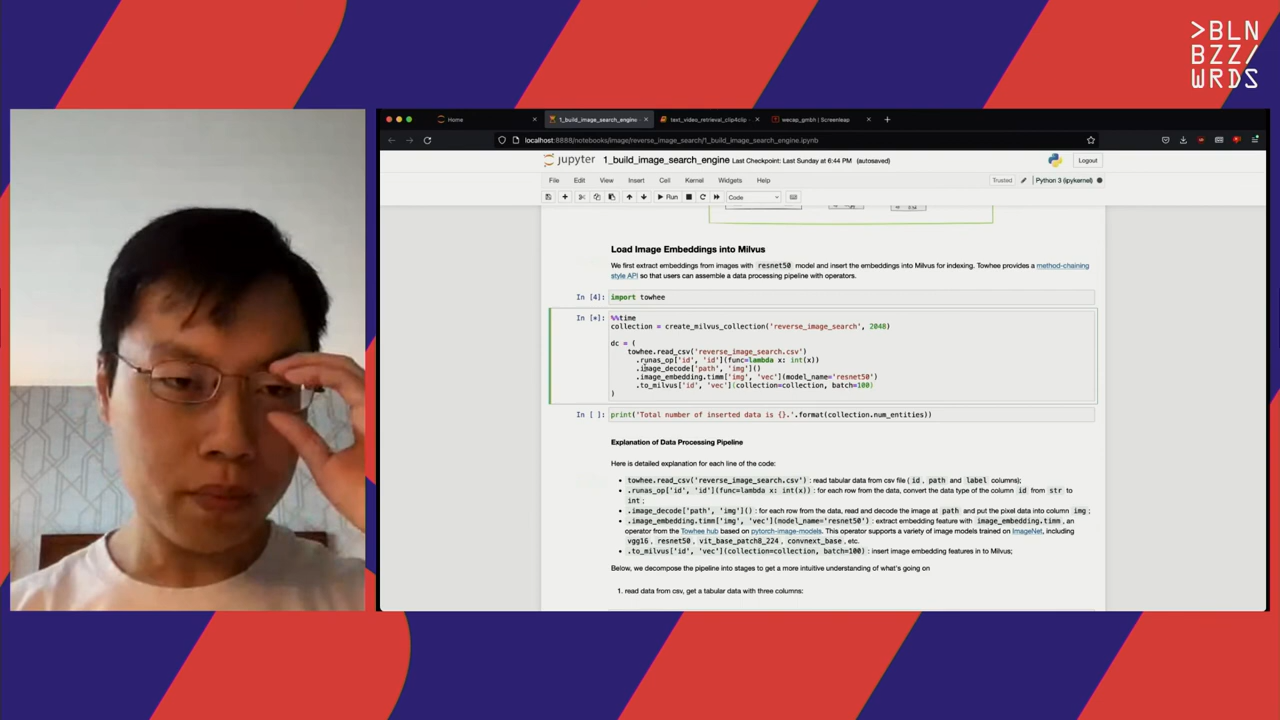 >BLN
BZZ/
WRDS
Home
1_build_image_search_engine
text_video_retrieval_clip4clip
wecap_gmbh | Screenleap
localhost:8888/notebooks/image/reverse_image_search/1_build_image_search_engine.ipynb
jupyter 1_build_image_search_engine Last Checkpoint: Last Sunday at 6:44 PM (autosaved)
Logout
File Edit View Insert Cell Kernel Widgets Help
Trusted
Python 3 (ipykernel)
Run
Code
Load Image Embeddings into Milvus
We first extract embeddings from images with resnet50 model and insert the embeddings into Milvus for indexing. Towhee provides a method-chaining
style API so that users can assemble a data processing pipeline with operators.
In [4]: import towhee
In [*]: %%time
collection = create_milvus_collection('reverse_image_search', 2048)
dc = (
towhee.read_csv('reverse_image_search.csv')
.runas_op['id', 'id'](func=lambda x: int(x))
.image_decode['path', 'img']()
.image_embedding.timm['img', 'vec'](model_name='resnet50')
.to_milvus['id', 'vec'](collection=collection, batch=100)
)
In [ ]: print('Total number of inserted data is {}.'.format(collection.num_entities))
Explanation of Data Processing Pipeline
Here is detailed explanation for each line of the code:
• towhee.read_csv('reverse_image_search.csv') : read tabular data from csv file ( id , path and label columns);
• .runas_op['id', 'id'](func=lambda x: int(x)) : for each row from the data, convert the data type of the column id from str to
int ;
• .image_decode['path', 'img']() : for each row from the data, read and decode the image at path and put the pixel data into column img ;
• .image_embedding.timm['img', 'vec'](model_name='resnet50') : extract embedding feature with image_embedding.timm , an
operator from the Towhee hub based on pytorch-image-models. This operator supports a variety of image models trained on ImageNet, including
vgg16 , resnet50 , vit_base_patch8_224 , convnext_base , etc.
• .to_milvus['id', 'vec'](collection=collection, batch=100) : insert image embedding features in to Milvus;
Below, we decompose the pipeline into stages to get a more intuitive understanding of what's going on
1. read data from csv, get a tabular data with three columns: